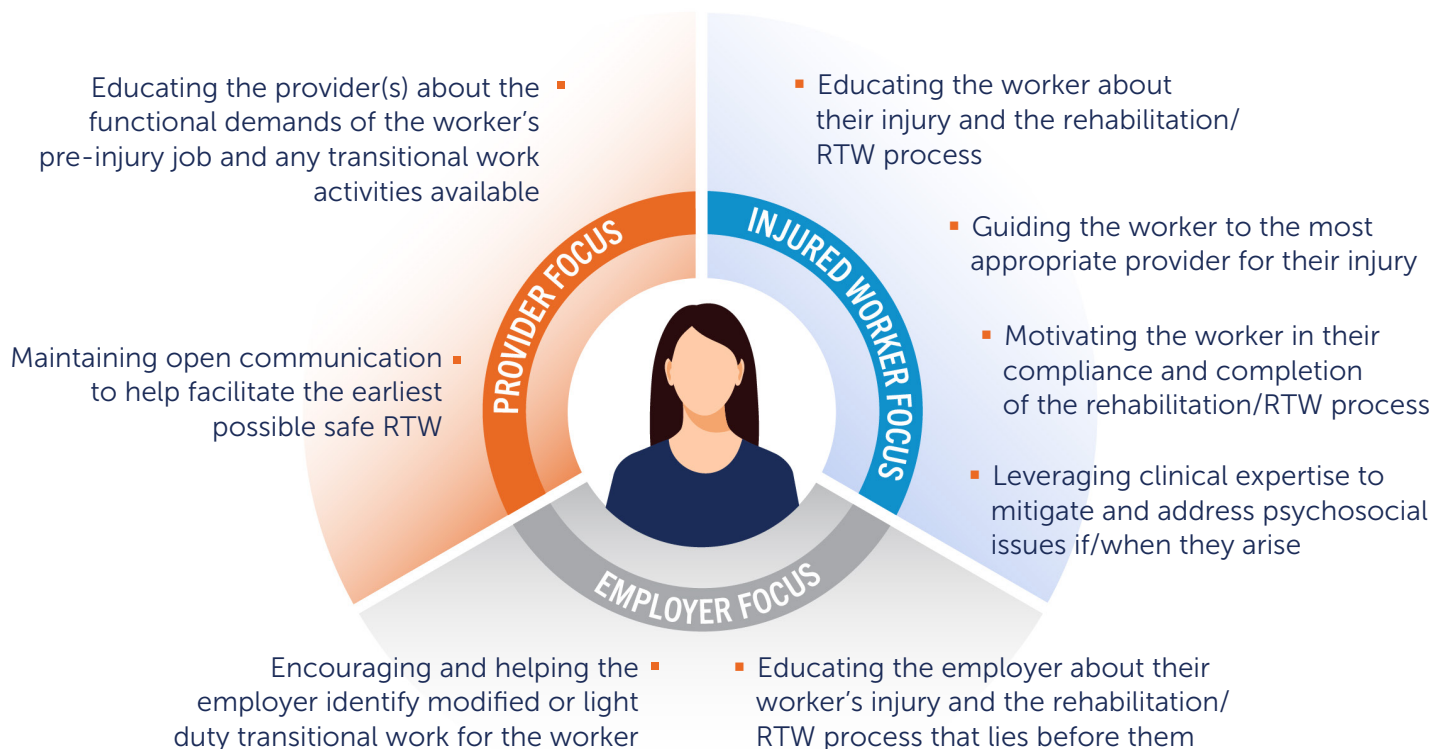 Educating the provider(s) about the
functional demands of the worker’s
pre-injury job and any transitional work
activities available
Maintaining open communication
to help facilitate the earliest
possible safe RTW
PROVIDER FOCUS
INJURED WORKER FOCUS
Educating the worker about
their injury and the rehabilitation/
RTW process
Guiding the worker to the most
appropriate provider for their injury
Motivating the worker in their
compliance and completion
of the rehabilitation/RTW process
Leveraging clinical expertise to
mitigate and address psychosocial
issues if/when they arise
EMPLOYER FOCUS
Encouraging and helping the
employer identify modified or light
duty transitional work for the worker
Educating the employer about their
worker’s injury and the rehabilitation/
RTW process that lies before them